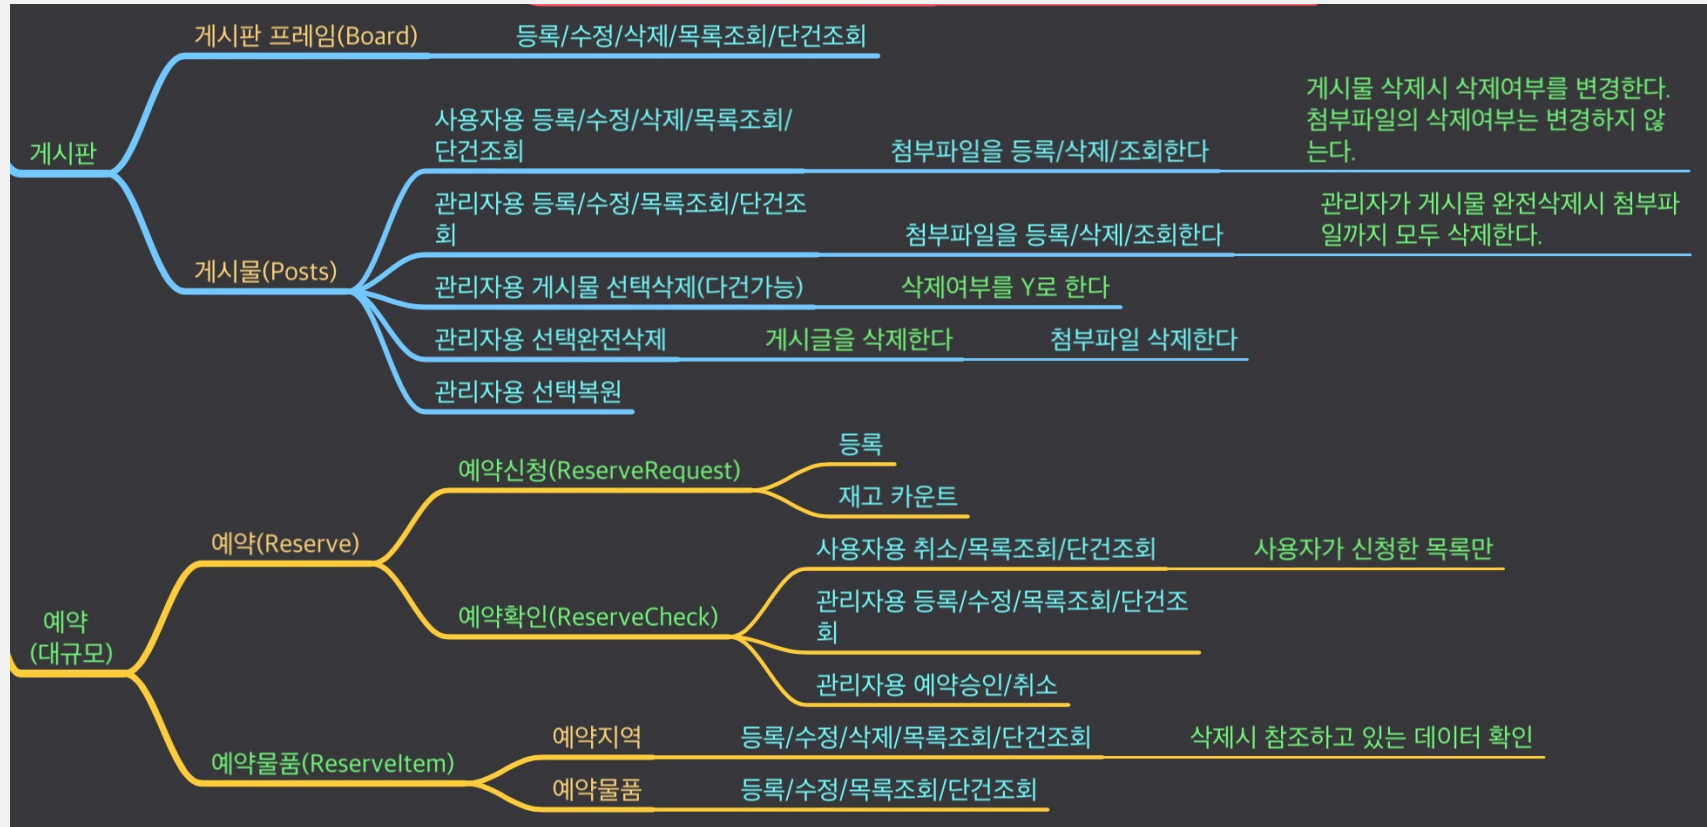 게시판 프레임(Board)
등록/수정/삭제/목록조회/단건조회
게시판
사용자용 등록/수정/삭제/목록조회/
단건조회
첨부파일을 등록/삭제/조회한다
게시물 삭제시 삭제여부를 변경한다.
첨부파일의 삭제여부는 변경하지 않
는다.
게시물(Posts)
관리자용 등록/수정/목록조회/단건조
회
첨부파일을 등록/삭제/조회한다
관리자가 게시물 완전삭제시 첨부파
일까지 모두 삭제한다.
관리자용 게시물 선택삭제(다건가능)
삭제여부를 Y로 한다
관리자용 선택완전삭제
게시글을 삭제한다
첨부파일 삭제한다
관리자용 선택복원
예약
(대규모)
예약(Reserve)
예약신청(ReserveRequest)
등록
재고 카운트
예약확인(ReserveCheck)
사용자용 취소/목록조회/단건조회
사용자가 신청한 목록만
관리자용 등록/수정/목록조회/단건조
회
관리자용 예약승인/취소
예약물품(ReserveItem)
예약지역
등록/수정/삭제/목록조회/단건조회
삭제시 참조하고 있는 데이터 확인
예약물품
등록/수정/목록조회/단건조회